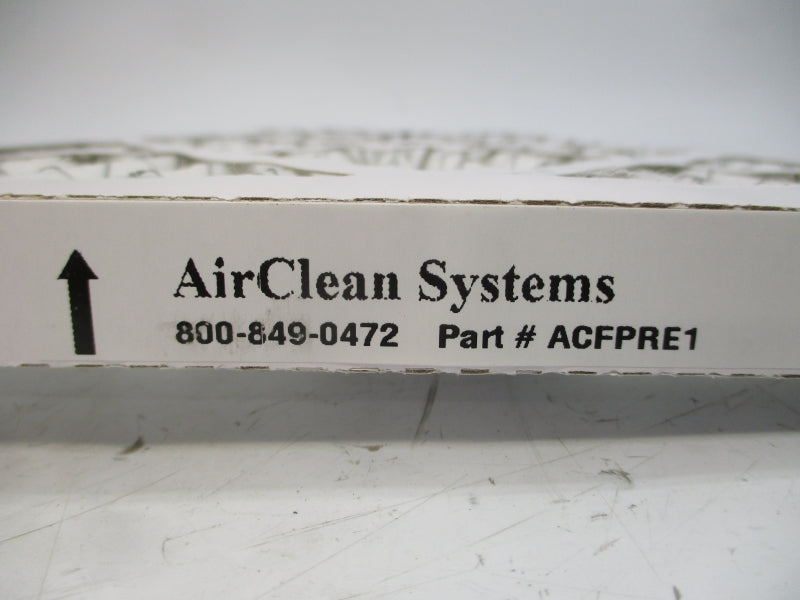 AirClean Systems
800-849-0472 Part # ACFPRE1